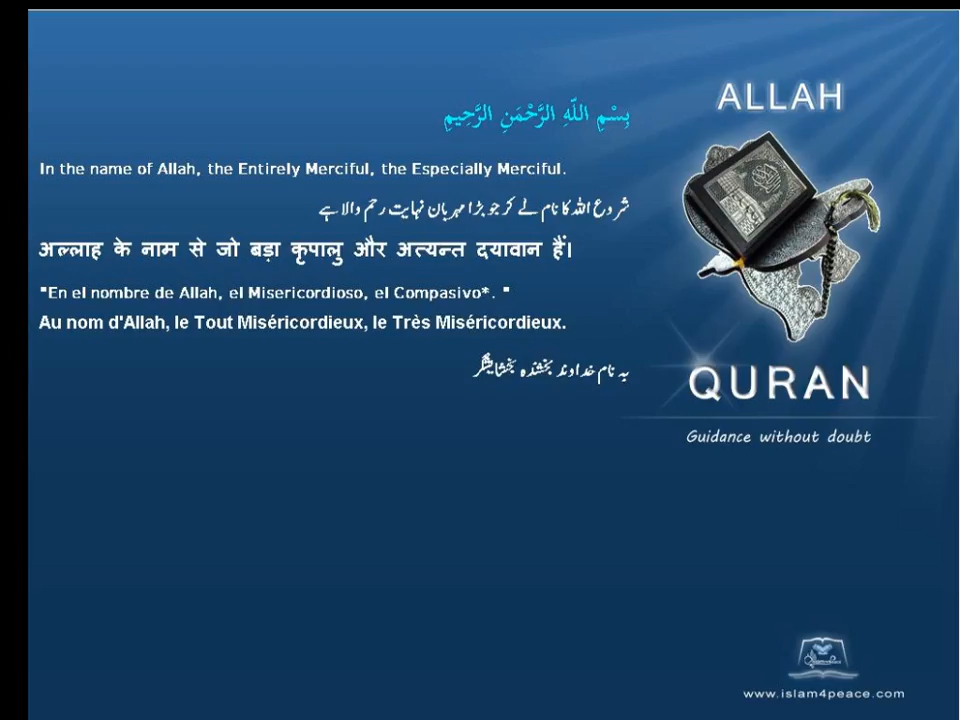 بِسْمِ اللَّهِ الرَّحْمَنِ الرَّحِيمِ
In the name of Allah, the Entirely Merciful, the Especially Merciful.
شروع الله کا نام لے کر جو بڑا مہربان نہایت رحم والا ہے
अल्लाह के नाम से जो बड़ा कृपालु और अत्यन्त दयावान हैं।
"En el nombre de Allah, el Misericordioso, el Compasivo*. "
Au nom d'Allah, le Tout Miséricordieux, le Très Miséricordieux.
به نام خداوند بخشنده بخشایشگر
ALLAH
QURAN
Guidance without doubt
www.islam4peace.com